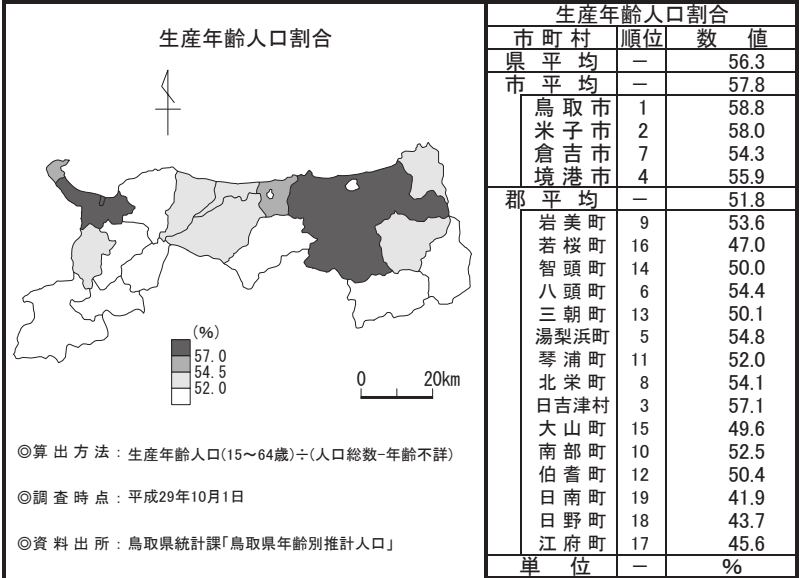 生産年齢人口割合
(%)
57.0
54.5
52.0
0 20km
◎算出方法：生産年齢人口(15～64歳)÷(人口総数-年齢不詳)
◎調査時点：平成29年10月1日
◎資料出所：鳥取県統計課「鳥取県年齢別推計人口」
生産年齢人口割合
市町村 順位 数値
県平均 － 56.3
市平均 － 57.8
鳥取市 1 58.8
米子市 2 58.0
倉吉市 7 54.3
境港市 4 55.9
郡平均 － 51.8
岩美町 9 53.6
若桜町 16 47.0
智頭町 14 50.0
八頭町 6 54.4
三朝町 13 50.1
湯梨浜町 5 54.8
琴浦町 11 52.0
北栄町 8 54.1
日吉津村 3 57.1
大山町 15 49.6
南部町 10 52.5
伯耆町 12 50.4
日南町 19 41.9
日野町 18 43.7
江府町 17 45.6
単位 － %